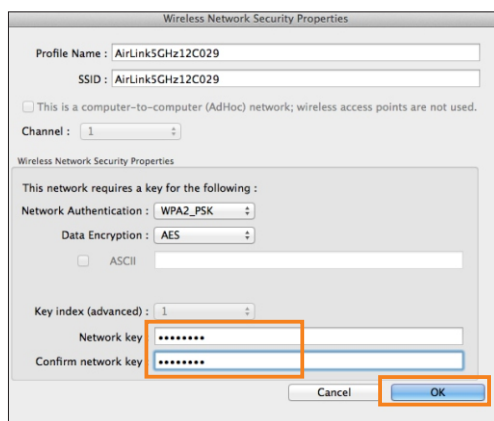 Wireless Network Security Properties
Profile Name : AirLink5GHz12C029
SSID : AirLink5GHz12C029
This is a computer-to-computer (AdHoc) network; wireless access points are not used.
Channel : 1
Wireless Network Security Properties
This network requires a key for the following :
Network Authentication : WPA2_PSK
Data Encryption : AES
ASCII
Key index (advanced) : 1
Network key ••••••••
Confirm network key ••••••••
Cancel OK